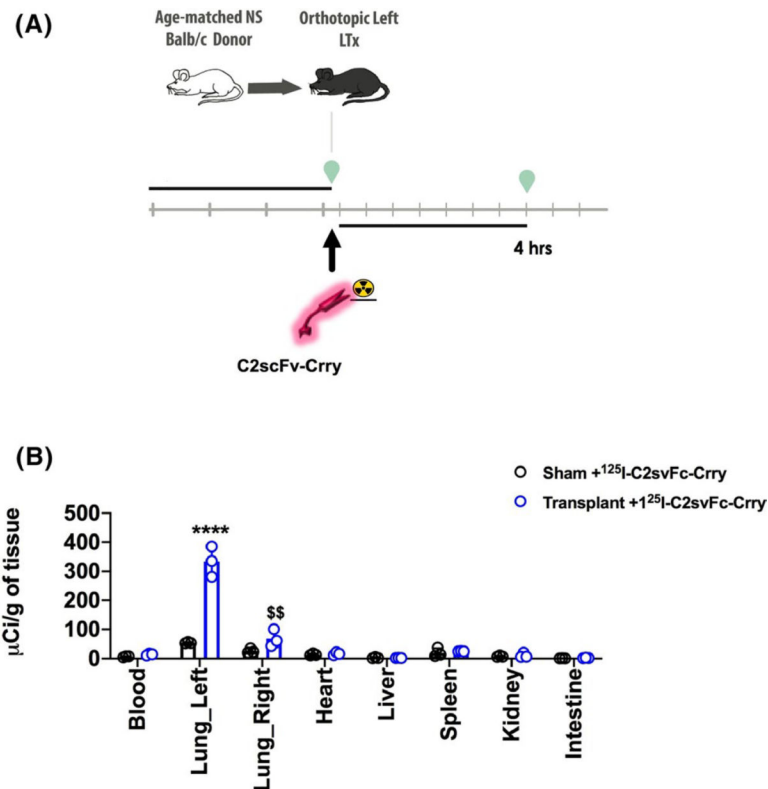 (A)
Age-matched NS
Balb/c Donor
Orthotopic Left
LTx
4 hrs
C2scFv-Crry
(B)
Sham +125I-C2svFc-Crry
Transplant +125I-C2svFc-Crry
µCi/g of tissue
500
400
300
200
100
0
****
$$
Blood
Lung_Left
Lung_Right
Heart
Liver
Spleen
Kidney
Intestine